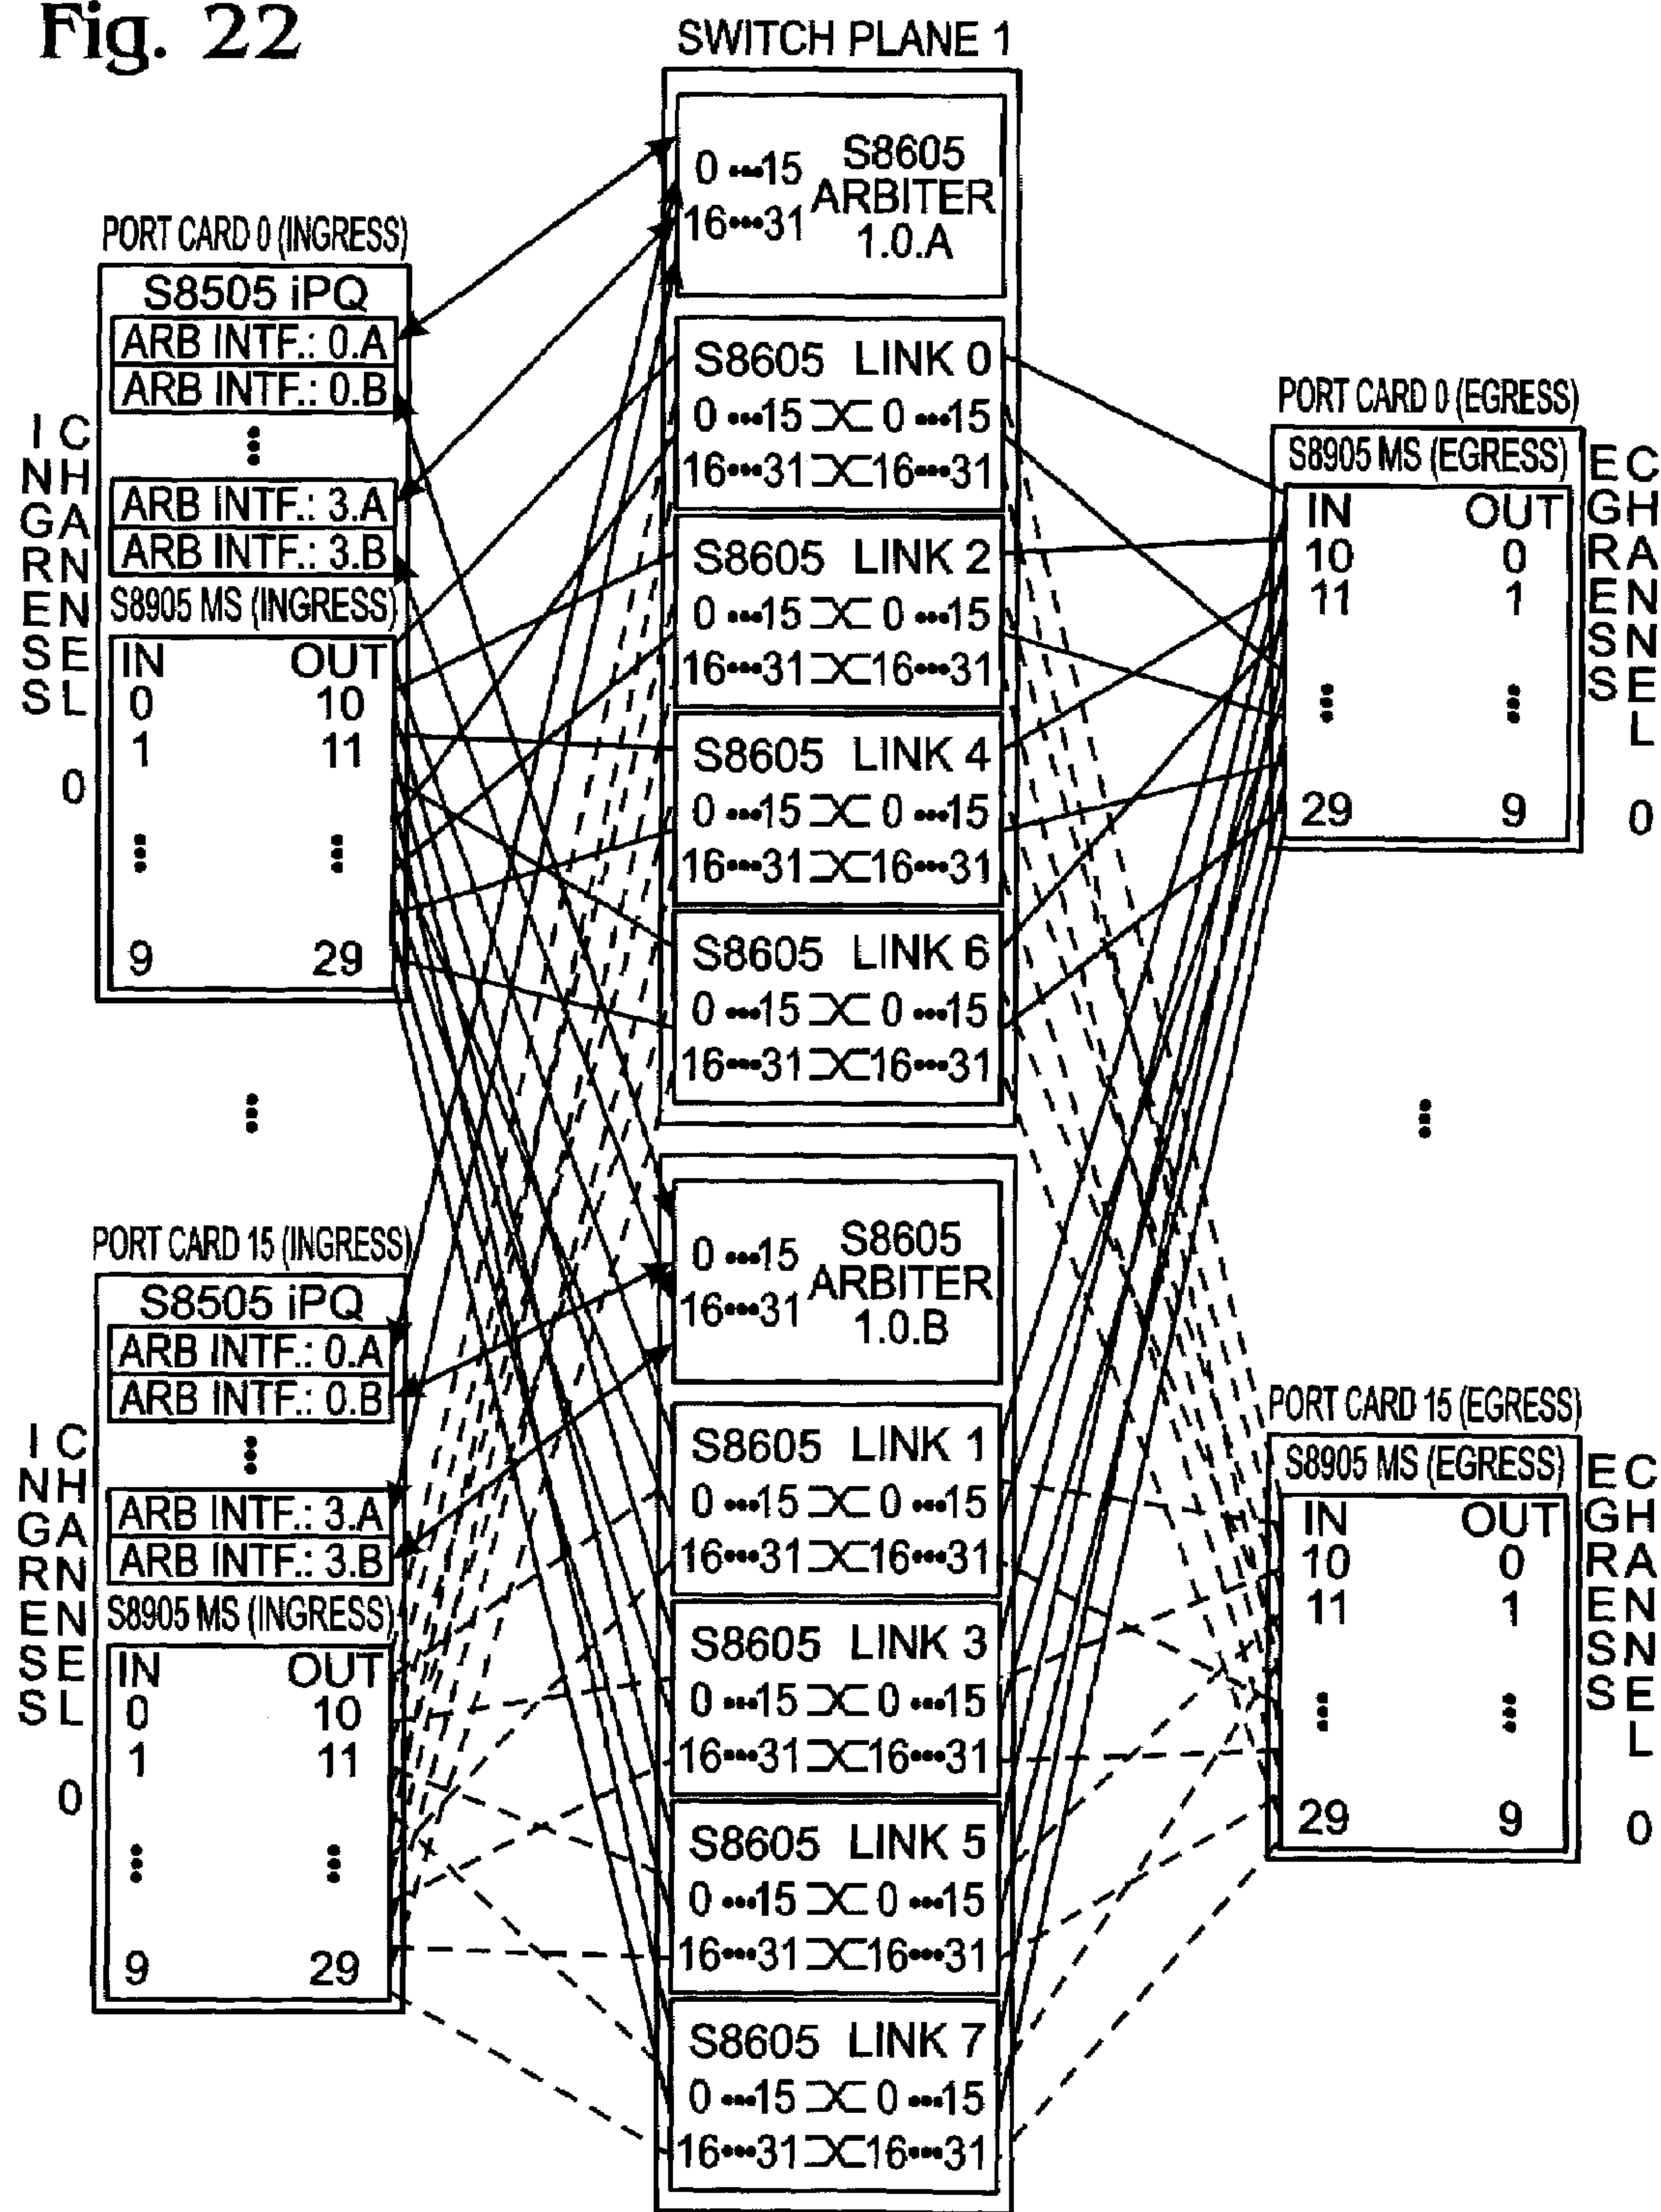 Fig. 22
SWITCH PLANE 1
0 ···15 S8605
ARBITER
16···31 1.0.A
S8605 LINK 0
0 ···15 0 ···15
16···31 16···31
S8605 LINK 2
0 ···15 0 ···15
16···31 16···31
S8605 LINK 4
0 ···15 0 ···15
16···31 16···31
S8605 LINK 6
0 ···15 0 ···15
16···31 16···31
0 ···15 S8605
ARBITER
16···31 1.0.B
S8605 LINK 1
0 ···15 0 ···15
16···31 16···31
S8605 LINK 3
0 ···15 0 ···15
16···31 16···31
S8605 LINK 5
0 ···15 0 ···15
16···31 16···31
S8605 LINK 7
0 ···15 0 ···15
16···31 16···31
PORT CARD 0 (INGRESS)
S8505 iPQ
ARB INTF.: 0.A
ARB INTF.: 0.B
ARB INTF.: 3.A
ARB INTF.: 3.B
S8905 MS (INGRESS)
IN OUT
0 10
1 11
9 29
INGRESS
CHANNEL 0
PORT CARD 15 (INGRESS)
S8505 iPQ
ARB INTF.: 0.A
ARB INTF.: 0.B
ARB INTF.: 3.A
ARB INTF.: 3.B
S8905 MS (INGRESS)
IN OUT
0 10
1 11
9 29
INGRESS
CHANNEL 0
PORT CARD 0 (EGRESS)
S8905 MS (EGRESS)
IN OUT
10 0
11 1
29 9
EGRESS
CHANNEL 0
PORT CARD 15 (EGRESS)
S8905 MS (EGRESS)
IN OUT
10 0
11 1
29 9
EGRESS
CHANNEL 0